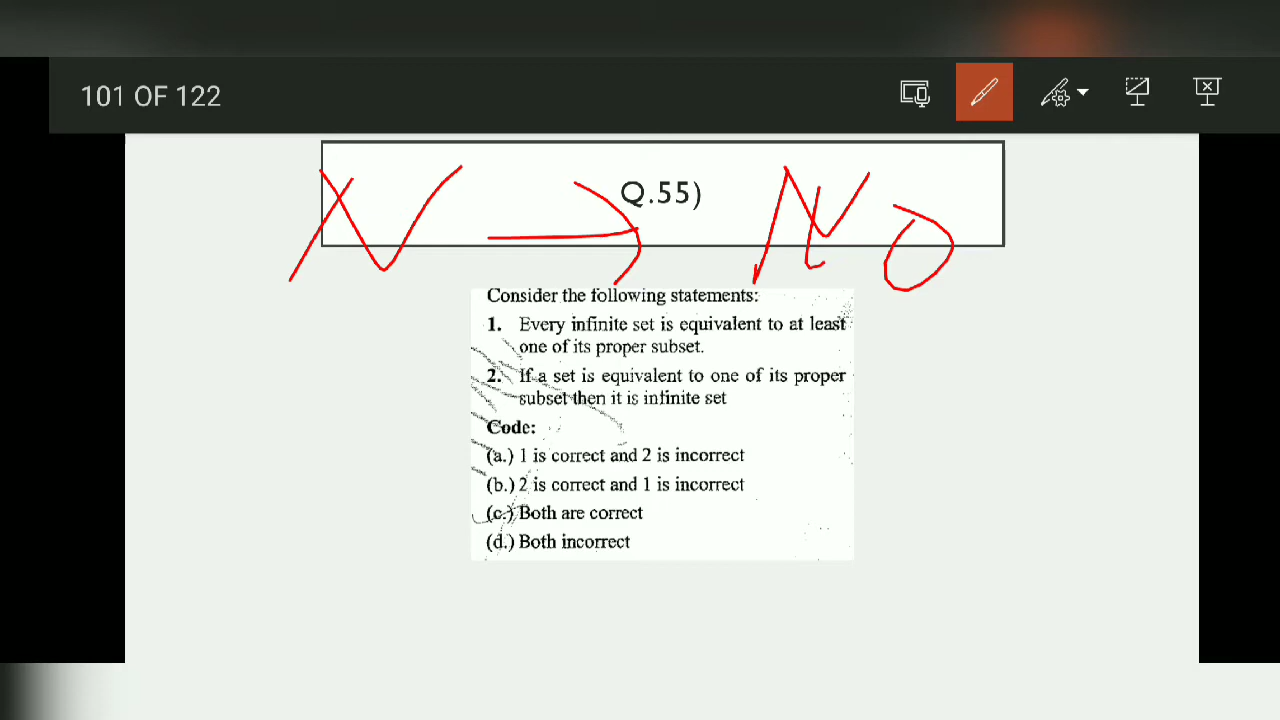 101 OF 122
Q.55)
N → N o
Consider the following statements:
1. Every infinite set is equivalent to at least
one of its proper subset.
2. If a set is equivalent to one of its proper
subset then it is infinite set
Code:
(a.) 1 is correct and 2 is incorrect
(b.) 2 is correct and 1 is incorrect
(c.) Both are correct
(d.) Both incorrect